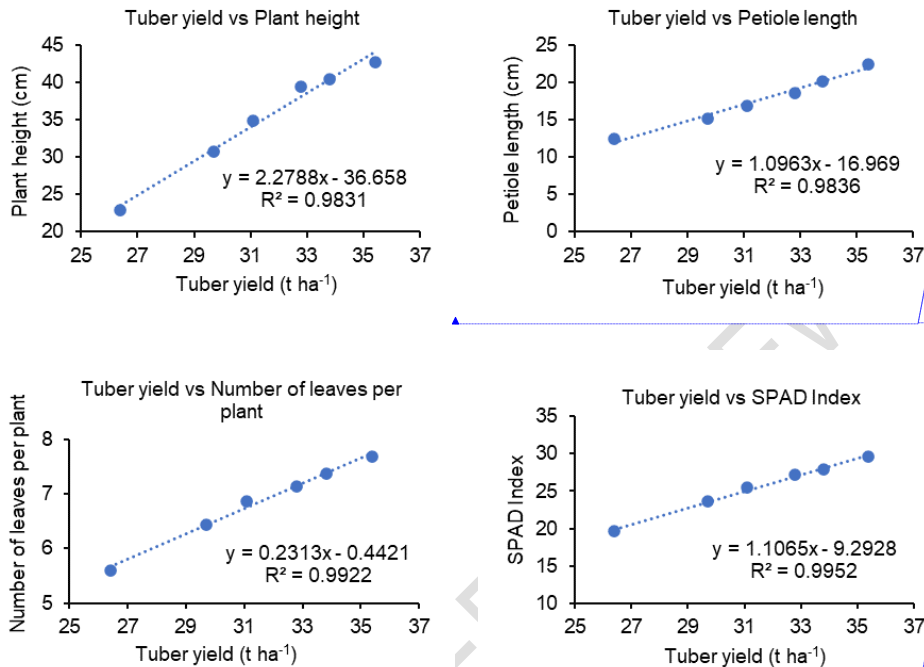 Tuber yield vs Plant height
Plant height (cm)
45
40
35
30
25
20
y = 2.2788x - 36.658
R² = 0.9831
25 27 29 31 33 35 37
Tuber yield (t ha⁻¹)
Tuber yield vs Petiole length
Petiole length (cm)
25
20
15
10
5
0
y = 1.0963x - 16.969
R² = 0.9836
25 27 29 31 33 35 37
Tuber yield (t ha⁻¹)
Tuber yield vs Number of leaves per
plant
Number of leaves per plant
8
7
6
5
y = 0.2313x - 0.4421
R² = 0.9922
25 27 29 31 33 35 37
Tuber yield (t ha⁻¹)
Tuber yield vs SPAD Index
SPAD Index
35
30
25
20
15
10
y = 1.1065x - 9.2928
R² = 0.9952
25 27 29 31 33 35 37
Tuber yield (t ha⁻¹)